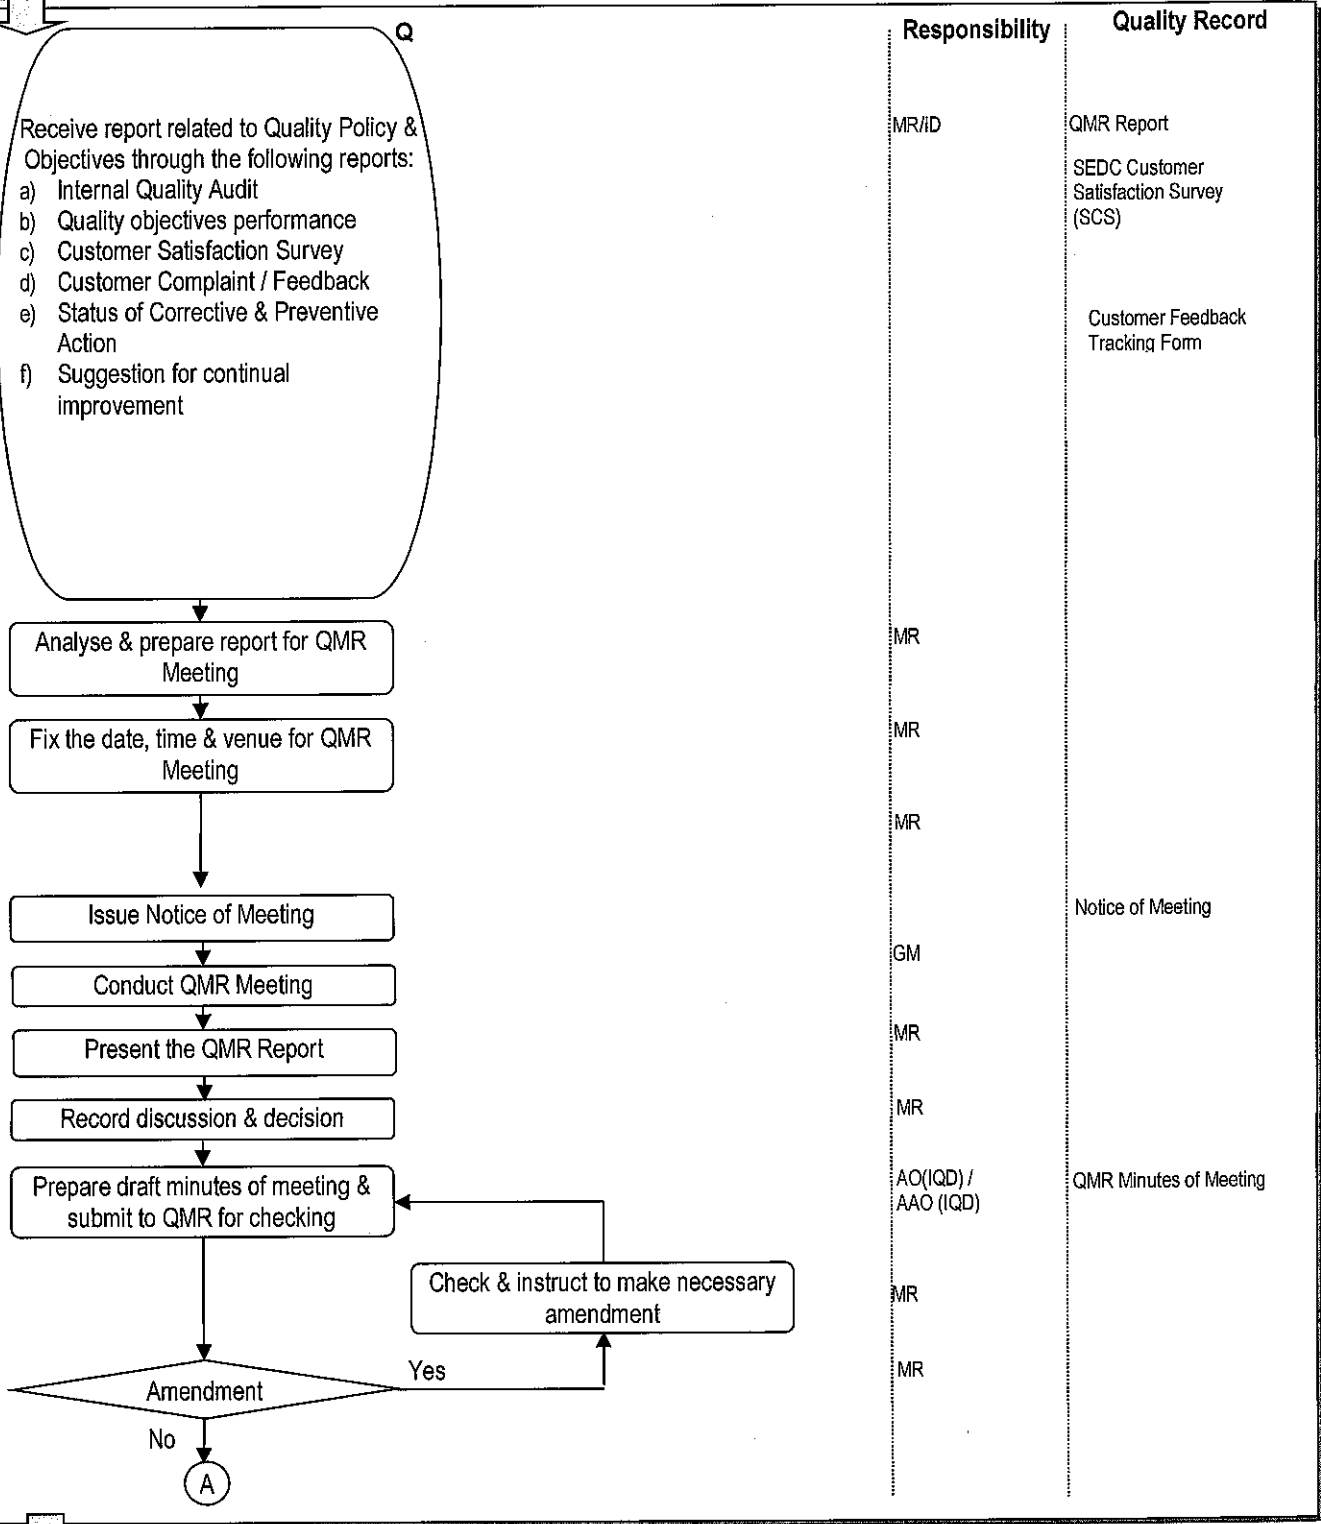 Q
Responsibility
Quality Record
Receive report related to Quality Policy &
Objectives through the following reports:
a) Internal Quality Audit
b) Quality objectives performance
c) Customer Satisfaction Survey
d) Customer Complaint / Feedback
e) Status of Corrective & Preventive
Action
f) Suggestion for continual
improvement
MR/ID
QMR Report
SEDC Customer
Satisfaction Survey
(SCS)
Customer Feedback
Tracking Form
Analyse & prepare report for QMR
Meeting
MR
Fix the date, time & venue for QMR
Meeting
MR
MR
Issue Notice of Meeting
Notice of Meeting
GM
Conduct QMR Meeting
Present the QMR Report
MR
Record discussion & decision
MR
Prepare draft minutes of meeting &
submit to QMR for checking
AO(IQD) /
AAO (IQD)
QMR Minutes of Meeting
Check & instruct to make necessary
amendment
MR
Amendment
Yes
MR
No
A